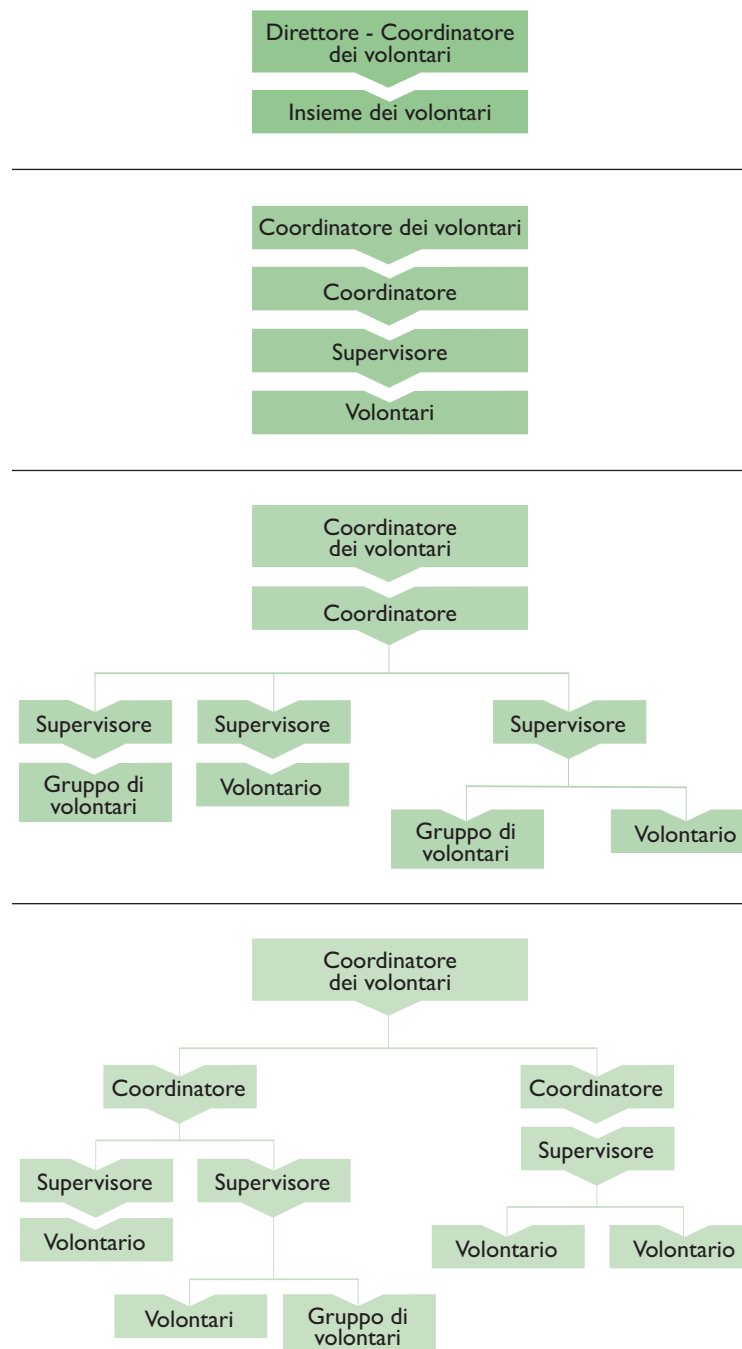 Direttore - Coordinatore
dei volontari
Insieme dei volontari
Coordinatore dei volontari
Coordinatore
Supervisore
Volontari
Coordinatore
dei volontari
Coordinatore
Supervisore
Supervisore
Supervisore
Gruppo di
volontari
Volontario
Gruppo di
volontari
Volontario
Coordinatore
dei volontari
Coordinatore
Coordinatore
Supervisore
Supervisore
Supervisore
Volontario
Volontario
Volontario
Volontari
Gruppo di
volontari